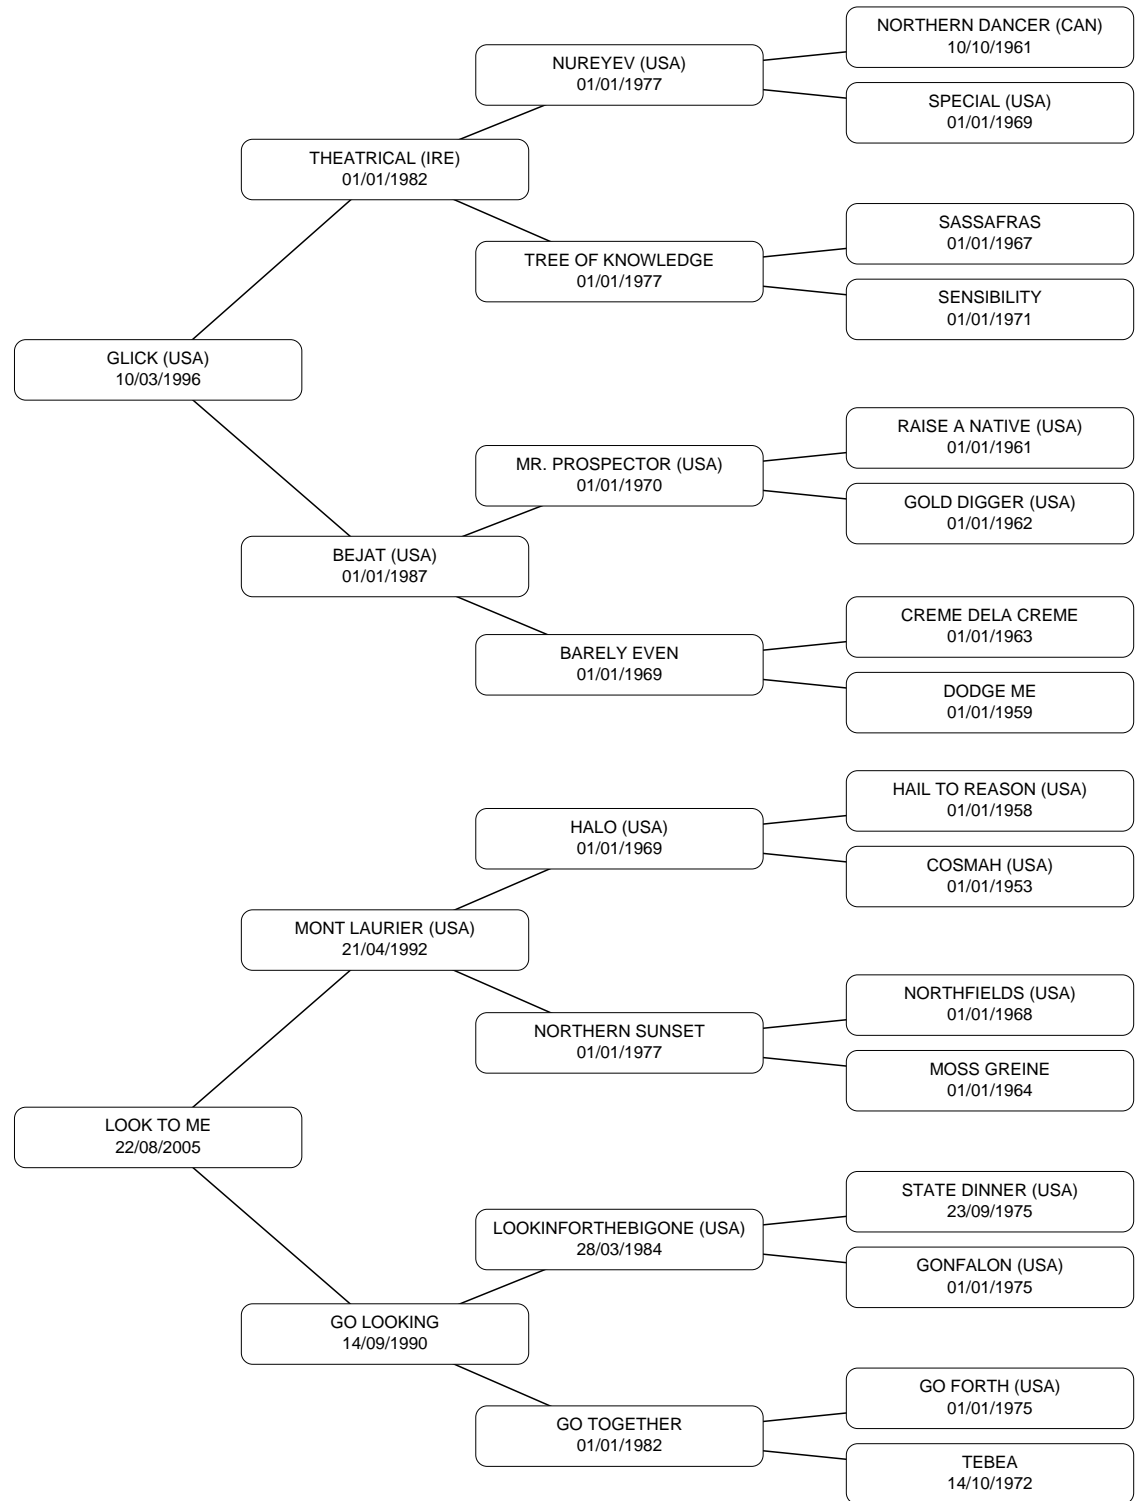 NORTHERN DANCER (CAN)
10/10/1961
NUREYEV (USA)
01/01/1977
SPECIAL (USA)
01/01/1969
THEATRICAL (IRE)
01/01/1982
SASSAFRAS
01/01/1967
TREE OF KNOWLEDGE
01/01/1977
SENSIBILITY
01/01/1971
GLICK (USA)
10/03/1996
RAISE A NATIVE (USA)
01/01/1961
MR. PROSPECTOR (USA)
01/01/1970
GOLD DIGGER (USA)
01/01/1962
BEJAT (USA)
01/01/1987
CREME DELA CREME
01/01/1963
BARELY EVEN
01/01/1969
DODGE ME
01/01/1959
HAIL TO REASON (USA)
01/01/1958
HALO (USA)
01/01/1969
COSMAH (USA)
01/01/1953
MONT LAURIER (USA)
21/04/1992
NORTHFIELDS (USA)
01/01/1968
NORTHERN SUNSET
01/01/1977
MOSS GREINE
01/01/1964
LOOK TO ME
22/08/2005
STATE DINNER (USA)
23/09/1975
LOOKINFORTHEBIGONE (USA)
28/03/1984
GONFALON (USA)
01/01/1975
GO LOOKING
14/09/1990
GO FORTH (USA)
01/01/1975
GO TOGETHER
01/01/1982
TEBEA
14/10/1972